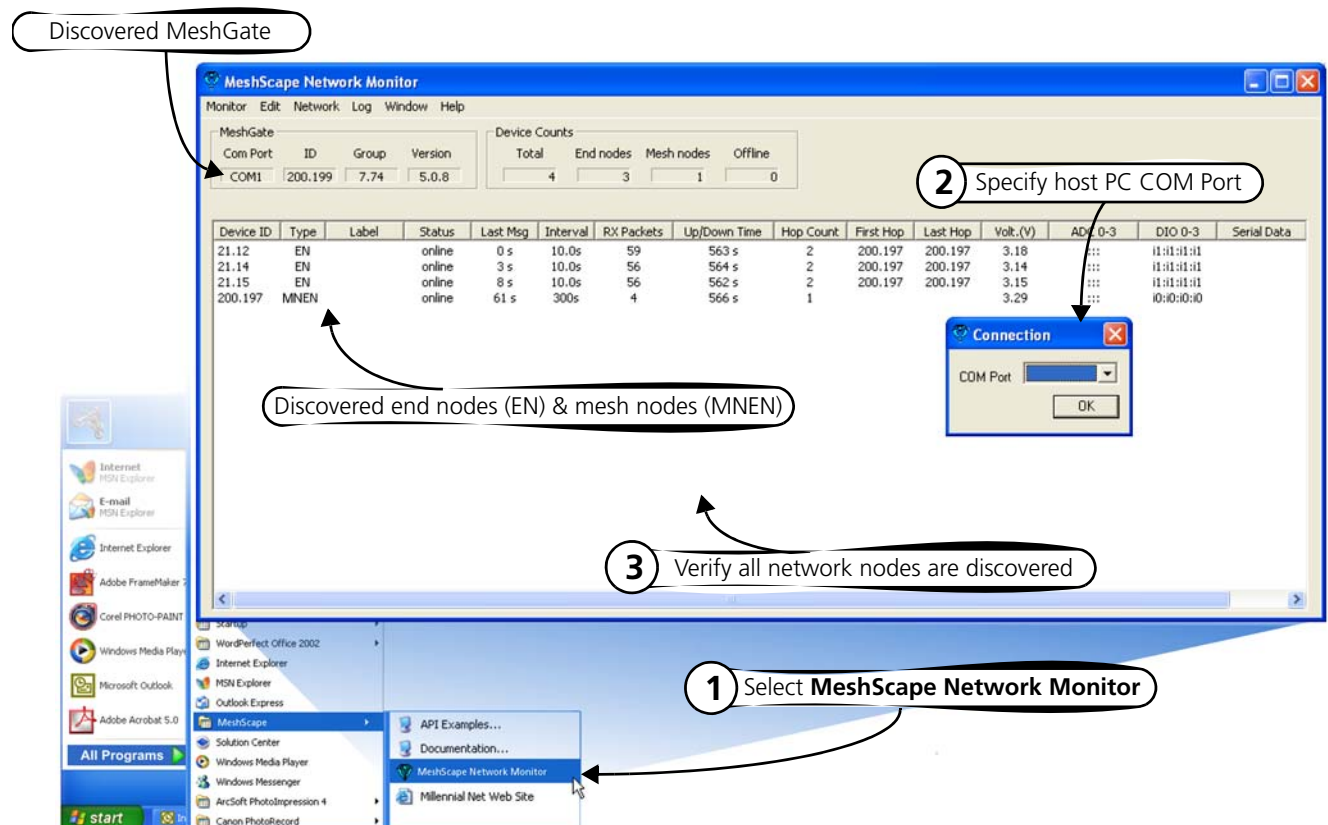 Discovered MeshGate
MeshScape Network Monitor
Monitor Edit Network Log Window Help
MeshGate
Com Port ID Group Version
COM1 200.199 7.74 5.0.8
Device Counts
Total End nodes Mesh nodes Offline
4 3 1 0
2 Specify host PC COM Port
Device ID Type Label Status Last Msg Interval RX Packets Up/Down Time Hop Count First Hop Last Hop Volt.(V) ADC 0-3 DIO 0-3 Serial Data
21.12 EN online 0 s 10.0s 59 563 s 2 200.197 200.197 3.18 ::: i1:i1:i1:i1
21.14 EN online 3 s 10.0s 56 564 s 2 200.197 200.197 3.14 ::: i1:i1:i1:i1
21.15 EN online 8 s 10.0s 56 562 s 2 200.197 200.197 3.15 ::: i1:i1:i1:i1
200.197 MNEN online 61 s 300s 4 566 s 1 3.29 ::: i0:i0:i0:i0
Connection
COM Port
OK
Discovered end nodes (EN) & mesh nodes (MNEN)
3 Verify all network nodes are discovered
Internet
MSN Explorer
E-mail
MSN Explorer
Internet Explorer
Adobe FrameMaker 7
Corel PHOTO-PAINT
Windows Media Playe
Microsoft Outlook
Adobe Acrobat 5.0
All Programs
start
Startup
WordPerfect Office 2002
Internet Explorer
MSN Explorer
Outlook Express
MeshScape
Solution Center
Windows Media Player
Windows Messenger
ArcSoft PhotoImpression 4
Canon PhotoRecord
API Examples...
Documentation...
MeshScape Network Monitor
Millennial Net Web Site
1 Select MeshScape Network Monitor